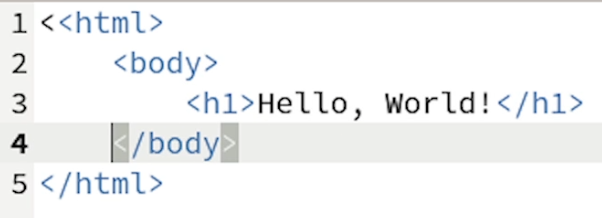 1 <<html>
2     <body>
3         <h1>Hello, World!</h1>
4     </body>
5 </html>